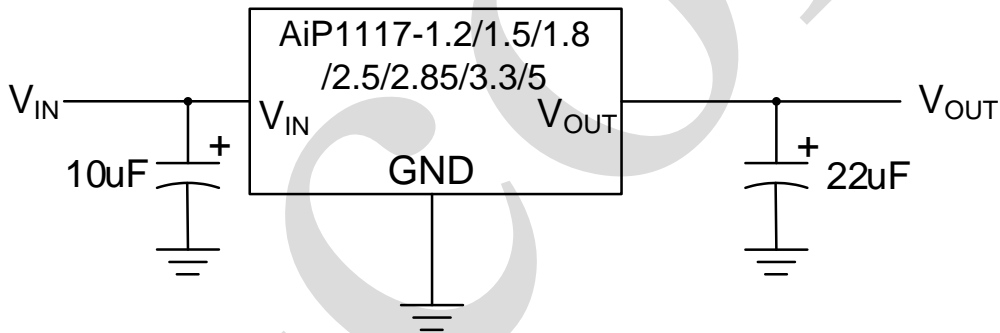 AiP1117-1.2/1.5/1.8
/2.5/2.85/3.3/5
VIN
VIN
VOUT
VOUT
+
10uF
GND
+
22uF